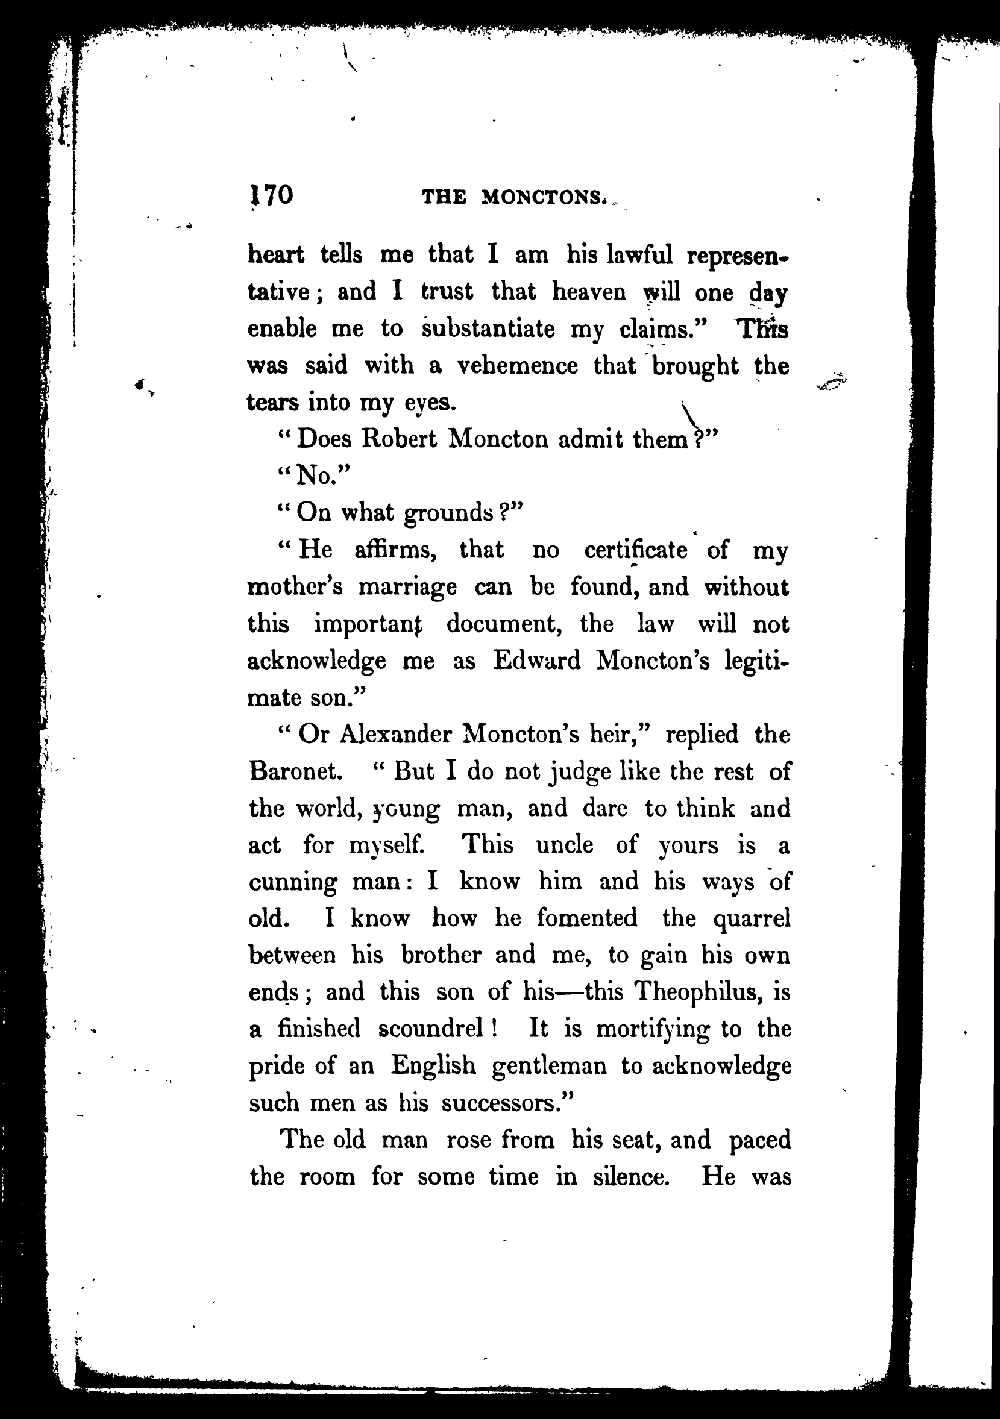 170 THE MONCTONS.
heart tells me that I am his lawful represen-
tative; and I trust that heaven will one day
enable me to substantiate my claims.” This
was said with a vehemence that brought the
tears into my eyes.
“Does Robert Moncton admit them?”
“No.”
“On what grounds?”
“He affirms, that no certificate of my
mother's marriage can be found, and without
this important document, the law will not
acknowledge me as Edward Moncton's legiti-
mate son.”
“Or Alexander Moncton's heir,” replied the
Baronet. “But I do not judge like the rest of
the world, young man, and dare to think and
act for myself. This uncle of yours is a
cunning man: I know him and his ways of
old. I know how he fomented the quarrel
between his brother and me, to gain his own
ends; and this son of his—this Theophilus, is
a finished scoundrel! It is mortifying to the
pride of an English gentleman to acknowledge
such men as his successors.”
The old man rose from his seat, and paced
the room for some time in silence. He was